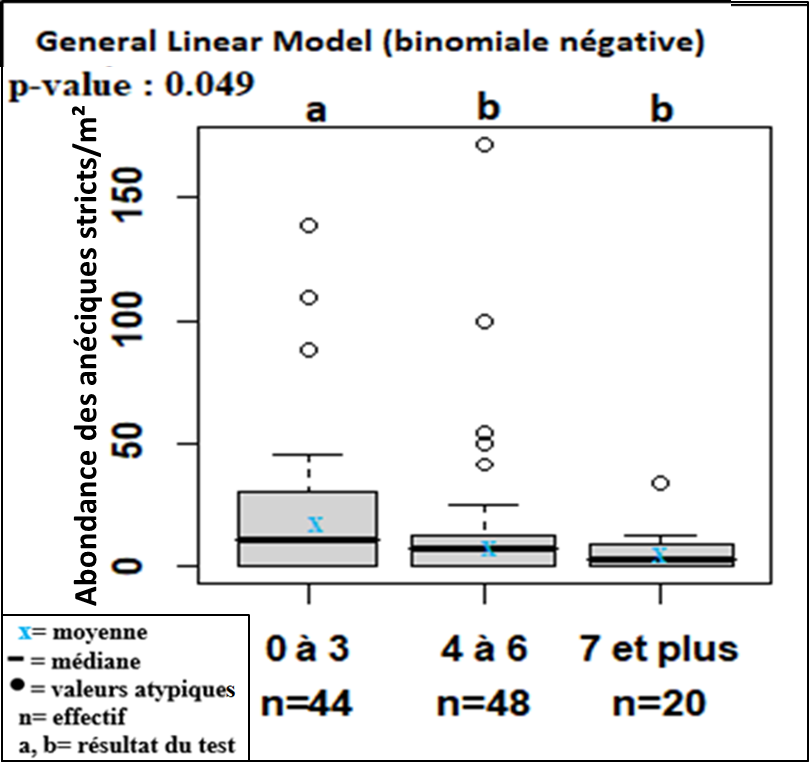 General Linear Model (binomiale négative)
p-value : 0.049
a b b
Abondance des anéciques stricts/m²
150
100
50
0
0 à 3 4 à 6 7 et plus
n=44 n=48 n=20
x= moyenne
= médiane
= valeurs atypiques
n= effectif
a, b= résultat du test